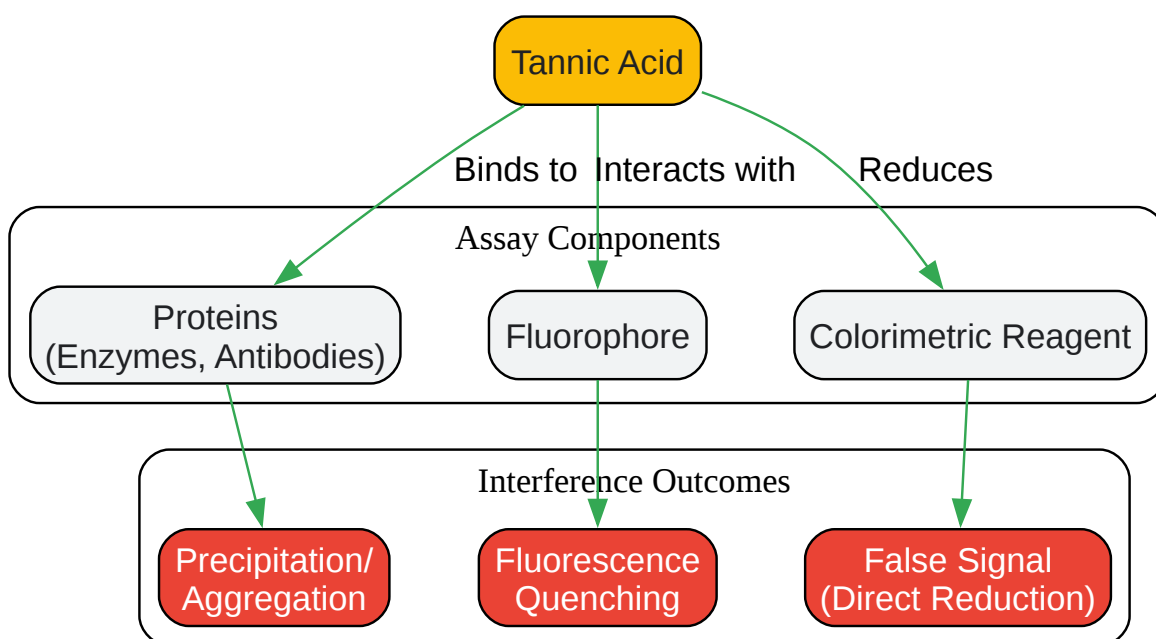 Tannic Acid
Binds to
Interacts with
Reduces
Assay Components
Proteins
(Enzymes, Antibodies)
Fluorophore
Colorimetric Reagent
Interference Outcomes
Precipitation/
Aggregation
Fluorescence
Quenching
False Signal
(Direct Reduction)